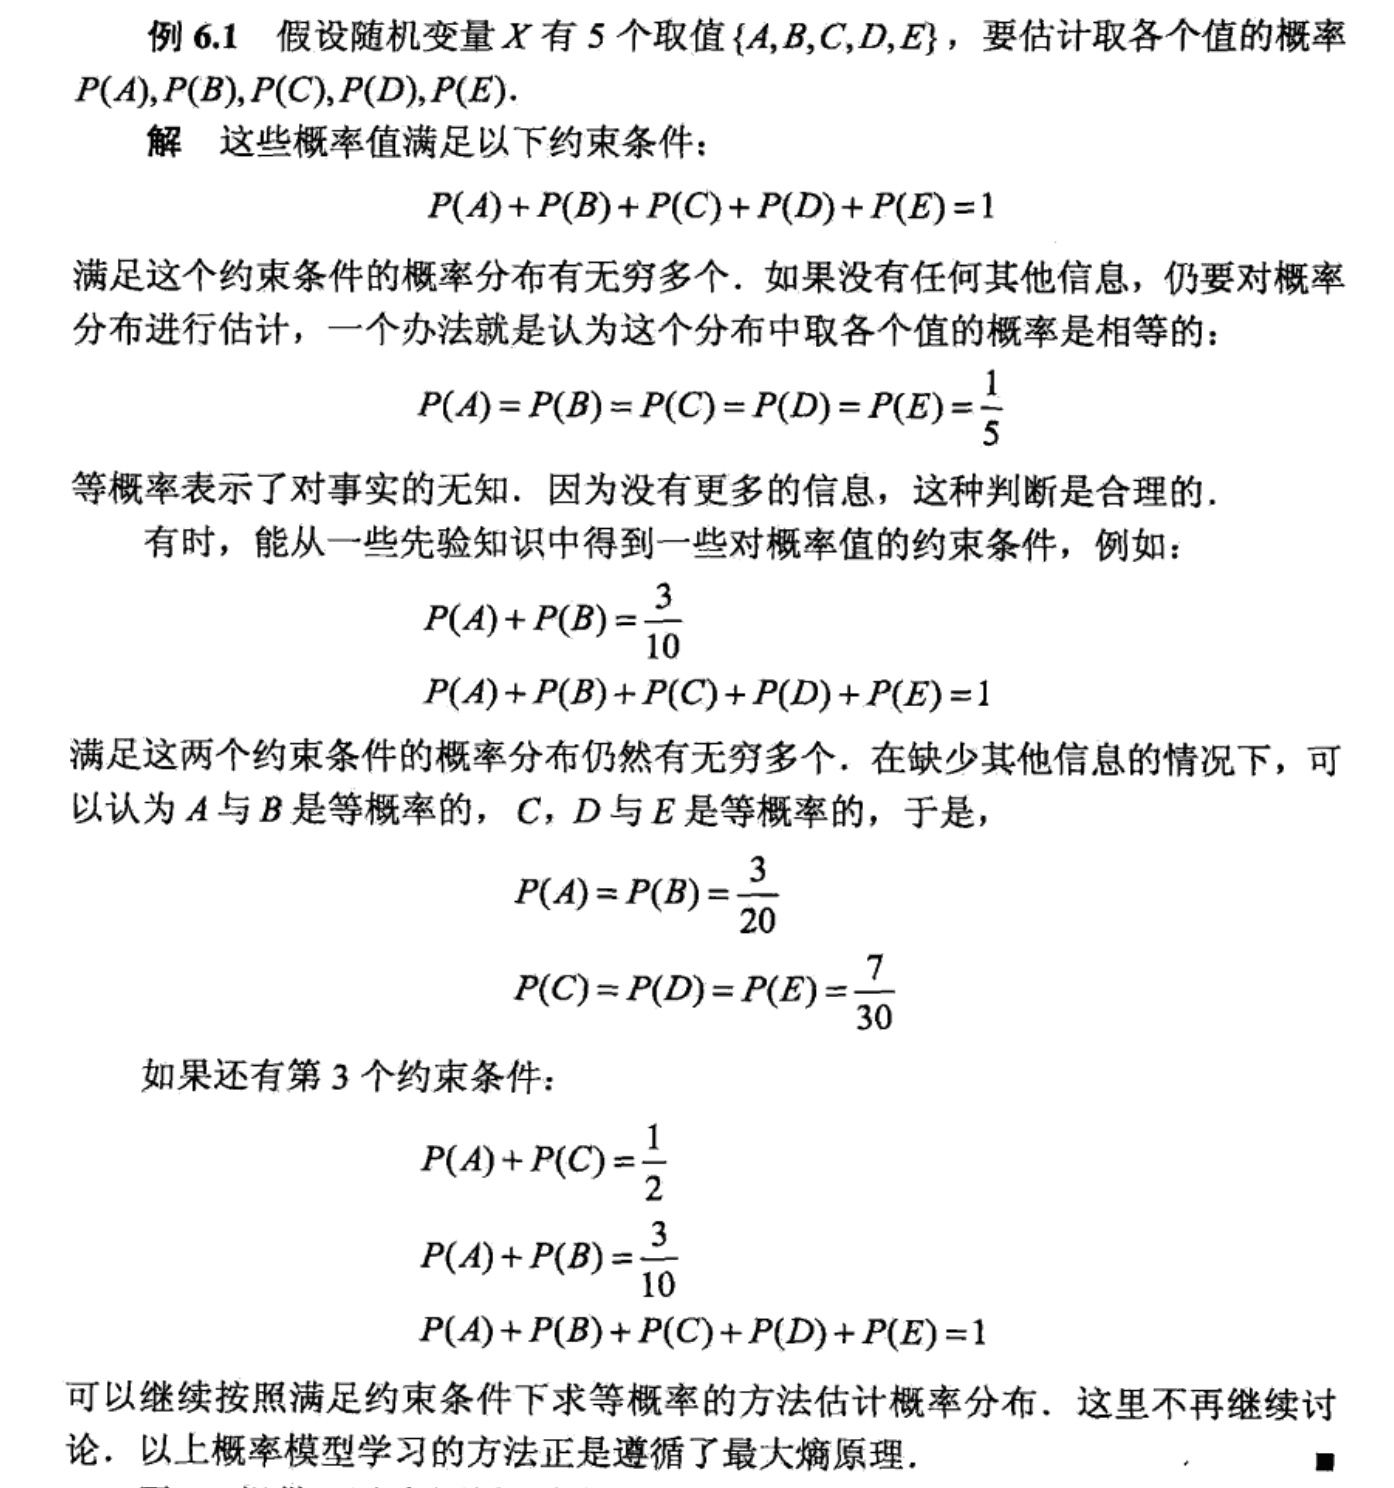 例 6.1 假设随机变量 X 有 5 个取值{A,B,C,D,E}，要估计取各个值的概率
P(A),P(B),P(C),P(D),P(E)．
解 这些概率值满足以下约束条件：
P(A)+P(B)+P(C)+P(D)+P(E)=1
满足这个约束条件的概率分布有无穷多个．如果没有任何其他信息，仍要对概率
分布进行估计，一个办法就是认为这个分布中取各个值的概率是相等的：
P(A)=P(B)=P(C)=P(D)=P(E)=1/5
等概率表示了对事实的无知．因为没有更多的信息，这种判断是合理的．
有时，能从一些先验知识中得到一些对概率值的约束条件，例如：
P(A)+P(B)=3/10
P(A)+P(B)+P(C)+P(D)+P(E)=1
满足这两个约束条件的概率分布仍然有无穷多个．在缺少其他信息的情况下，可
以认为 A 与 B 是等概率的，C，D 与 E 是等概率的，于是，
P(A)=P(B)=3/20
P(C)=P(D)=P(E)=7/30
如果还有第 3 个约束条件：
P(A)+P(C)=1/2
P(A)+P(B)=3/10
P(A)+P(B)+P(C)+P(D)+P(E)=1
可以继续按照满足约束条件下求等概率的方法估计概率分布．这里不再继续讨
论．以上概率模型学习的方法正是遵循了最大熵原理．